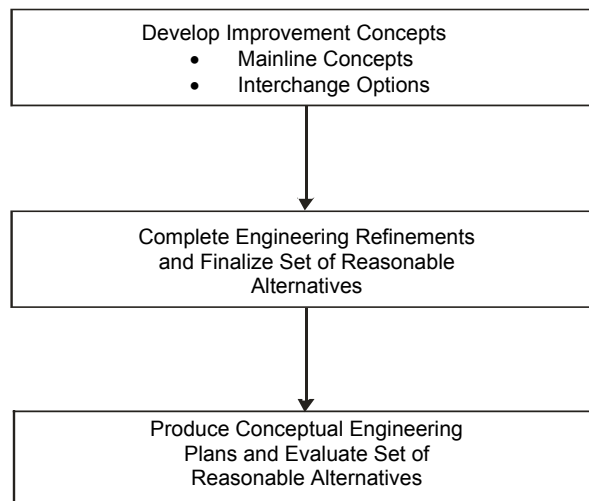 Develop Improvement Concepts
• Mainline Concepts
• Interchange Options
Complete Engineering Refinements
and Finalize Set of Reasonable
Alternatives
Produce Conceptual Engineering
Plans and Evaluate Set of
Reasonable Alternatives